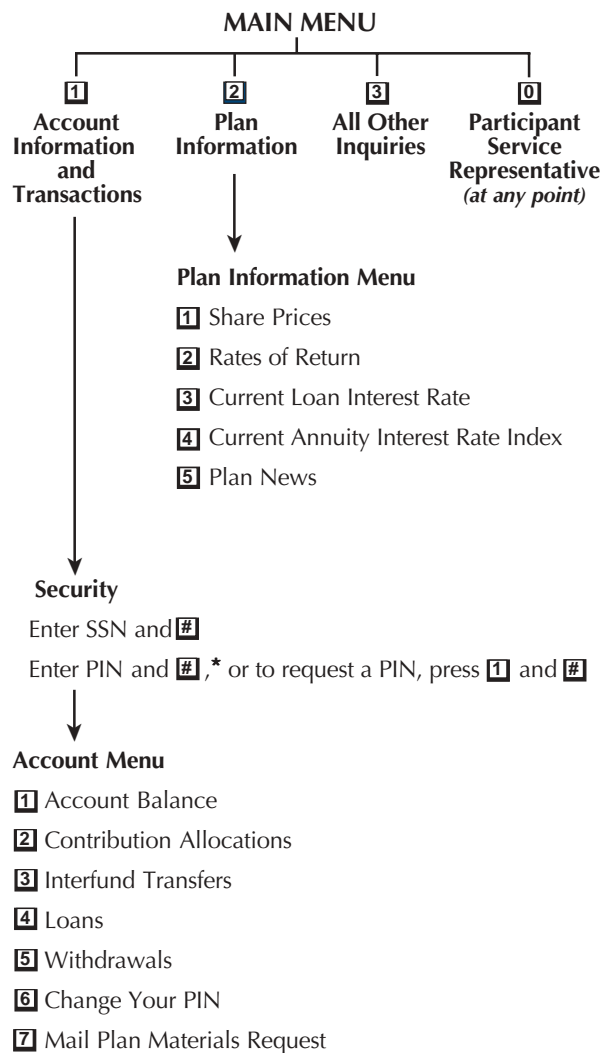 MAIN MENU
1
Account
Information
and
Transactions
2
Plan
Information
3
All Other
Inquiries
0
Participant
Service
Representative
(at any point)
Plan Information Menu
1 Share Prices
2 Rates of Return
3 Current Loan Interest Rate
4 Current Annuity Interest Rate Index
5 Plan News
Security
Enter SSN and #
Enter PIN and #,* or to request a PIN, press 1 and #
Account Menu
1 Account Balance
2 Contribution Allocations
3 Interfund Transfers
4 Loans
5 Withdrawals
6 Change Your PIN
7 Mail Plan Materials Request